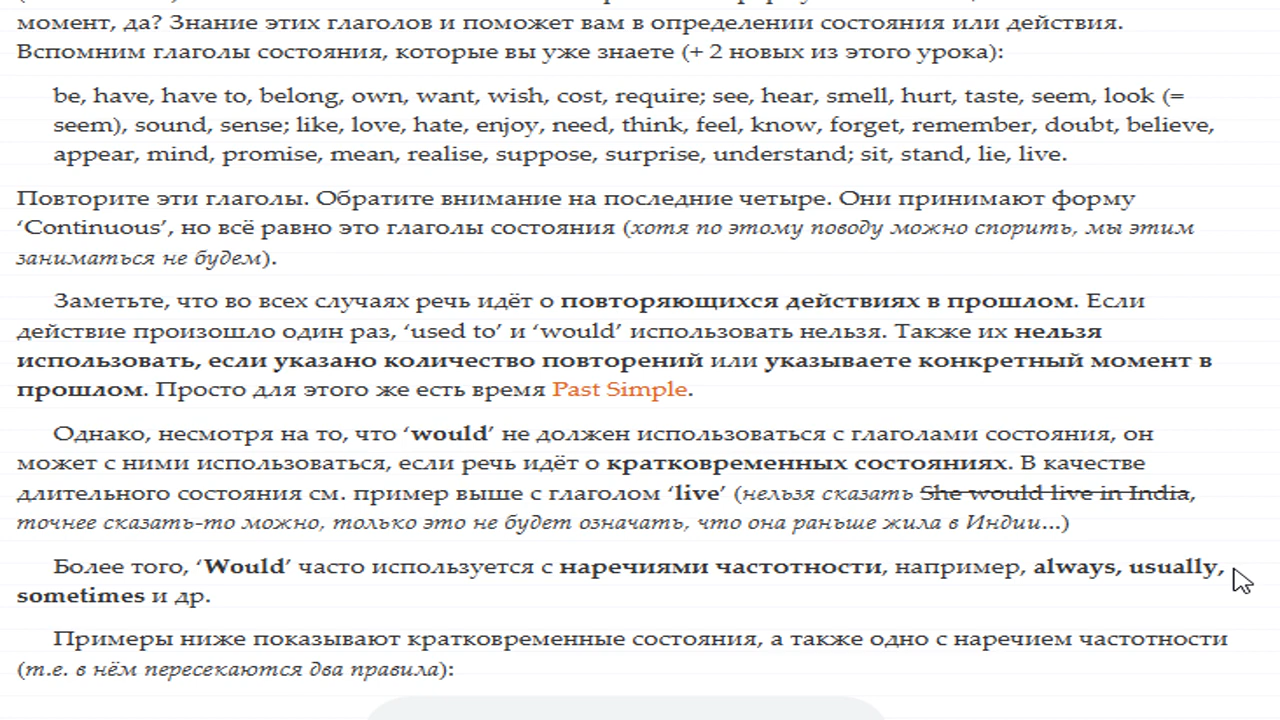 момент, да? Знание этих глаголов и поможет вам в определении состояния или действия.
Вспомним глаголы состояния, которые вы уже знаете (+ 2 новых из этого урока):
be, have, have to, belong, own, want, wish, cost, require; see, hear, smell, hurt, taste, seem, look (=
seem), sound, sense; like, love, hate, enjoy, need, think, feel, know, forget, remember, doubt, believe,
appear, mind, promise, mean, realise, suppose, surprise, understand; sit, stand, lie, live.
Повторите эти глаголы. Обратите внимание на последние четыре. Они принимают форму
‘Continuous’, но всё равно это глаголы состояния (хотя по этому поводу можно спорить, мы этим
заниматься не будем).
Заметьте, что во всех случаях речь идёт о повторяющихся действиях в прошлом. Если
действие произошло один раз, ‘used to’ и ‘would’ использовать нельзя. Также их нельзя
использовать, если указано количество повторений или указываете конкретный момент в
прошлом. Просто для этого же есть время Past Simple.
Однако, несмотря на то, что ‘would’ не должен использоваться с глаголами состояния, он
может с ними использоваться, если речь идёт о кратковременных состояниях. В качестве
длительного состояния см. пример выше с глаголом ‘live’ (нельзя сказать She would live in India,
точнее сказать-то можно, только это не будет означать, что она раньше жила в Индии...)
Более того, ‘Would’ часто используется с наречиями частотности, например, always, usually,
sometimes и др.
Примеры ниже показывают кратковременные состояния, а также одно с наречием частотности
(т.е. в нём пересекаются два правила):